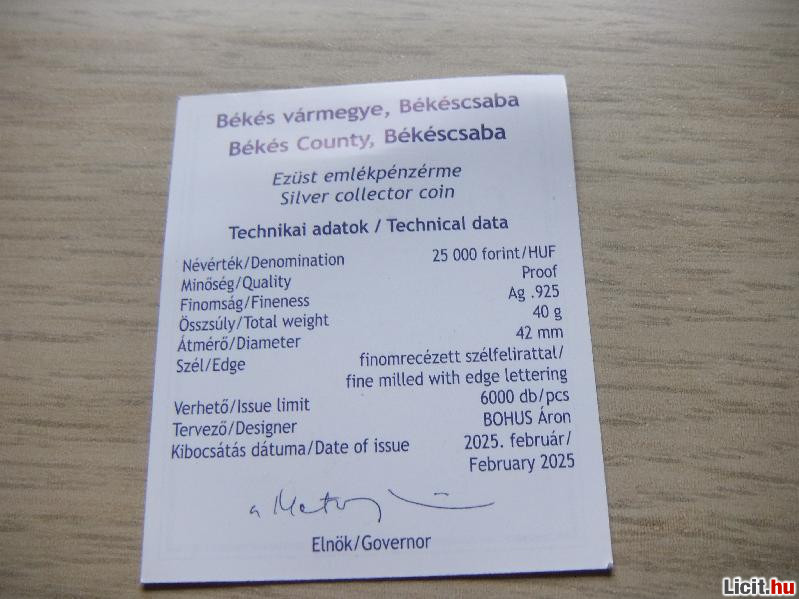 Békés vármegye, Békéscsaba
Békés County, Békéscsaba
Ezüst emlékpénzérme
Silver collector coin
Technikai adatok / Technical data
Névérték/Denomination 25 000 forint/HUF
Minőség/Quality Proof
Finomság/Fineness Ag .925
Összsúly/Total weight 40 g
Átmérő/Diameter 42 mm
Szél/Edge finomrecézett szélfelirattal/
fine milled with edge lettering
Verhető/Issue limit 6000 db/pcs
Tervező/Designer BOHUS Áron
Kibocsátás dátuma/Date of issue 2025. február/
February 2025
Elnök/Governor
Licit.hu